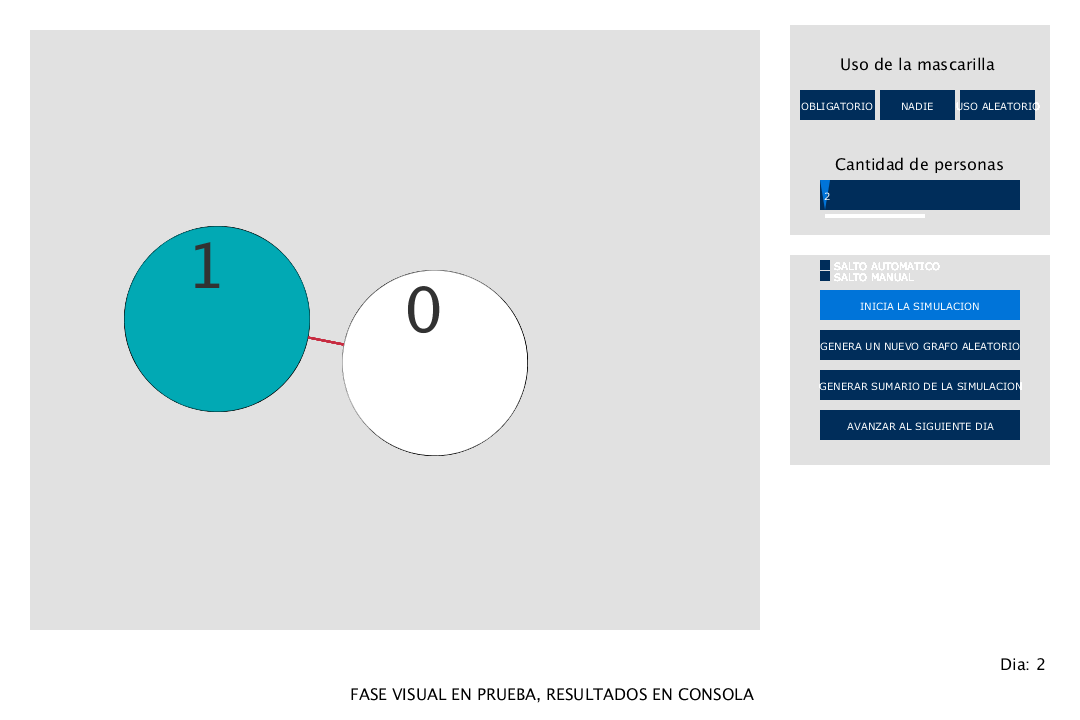 Uso de la mascarilla
OBLIGATORIO NADIE USO ALEATORIO
Cantidad de personas
2
1
0
SALTO AUTOMATICO
SALTO MANUAL
INICIA LA SIMULACION
GENERA UN NUEVO GRAFO ALEATORIO
GENERAR SUMARIO DE LA SIMULACION
AVANZAR AL SIGUIENTE DIA
Dia: 2
FASE VISUAL EN PRUEBA, RESULTADOS EN CONSOLA